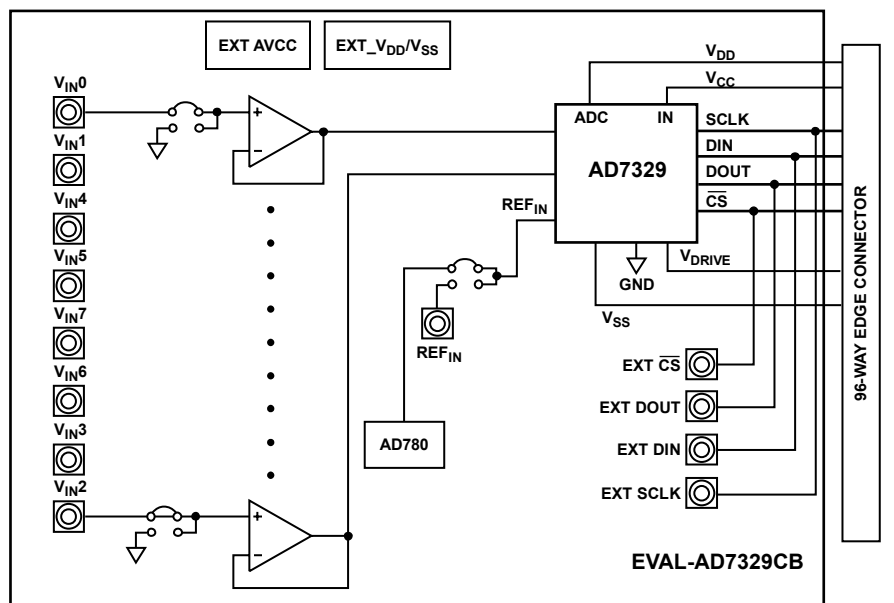 EXT AVCC
EXT_VDD/VSS
VDD
VCC
VIN0
VIN1
VIN4
VIN5
VIN7
VIN6
VIN3
VIN2
+
−
ADC
IN
AD7329
SCLK
DIN
DOUT
CS
REFIN
VDRIVE
GND
VSS
REFIN
AD780
EXT CS
EXT DOUT
EXT DIN
EXT SCLK
+
−
EVAL-AD7329CB
96-WAY EDGE CONNECTOR